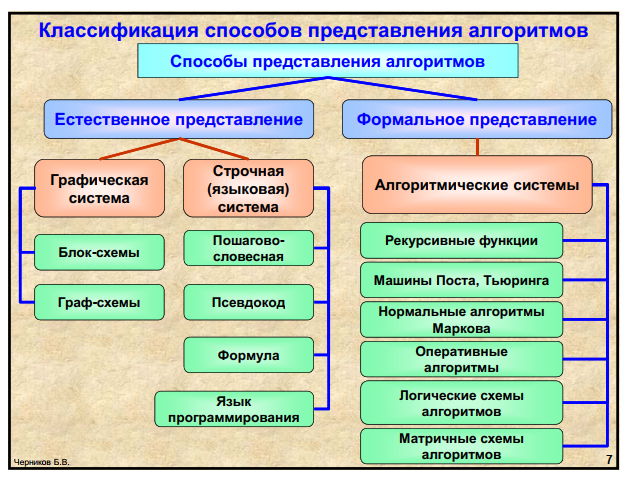 Классификация способов представления алгоритмов
Способы представления алгоритмов
Естественное представление
Формальное представление
Графическая
система
Строчная
(языковая)
система
Алгоритмические системы
Блок-схемы
Граф-схемы
Пошагово-
словесная
Псевдокод
Формула
Язык
программирования
Рекурсивные функции
Машины Поста, Тьюринга
Нормальные алгоритмы
Маркова
Оперативные
алгоритмы
Логические схемы
алгоритмов
Матричные схемы
алгоритмов
Черников Б.В.
7